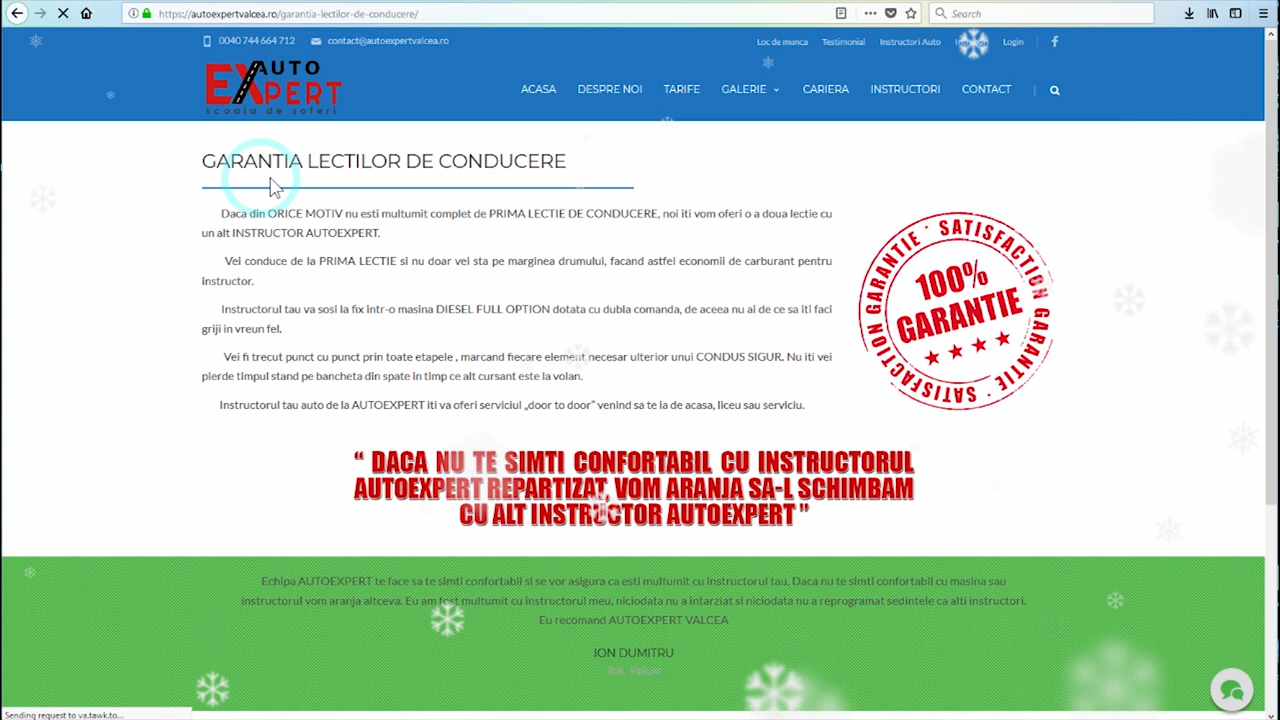 https://autoexpertvalcea.ro/garantia-lectilor-de-conducere/
Search
0040 744 664 712
contact@autoexpertvalcea.ro
Loc de munca
Testimonial
Instructori Auto
Login
AUTO
EXPERT
scoala de soferi
ACASA
DESPRE NOI
TARIFE
GALERIE
CARIERA
INSTRUCTORI
CONTACT
GARANTIA LECTILOR DE CONDUCERE
Daca din ORICE MOTIV nu esti multumit complet de PRIMA LECTIE DE CONDUCERE, noi iti vom oferi o a doua lectie cu
un alt INSTRUCTOR AUTOEXPERT.
Vei conduce de la PRIMA LECTIE si nu doar vei sta pe marginea drumului, facand astfel economii de carburant pentru
Instructor.
Instructorul tau va sosi la fix intr-o masina DIESEL FULL OPTION dotata cu dubla comanda, de aceea nu ai de ce sa iti faci
griji in vreun fel.
Vei fi trecut punct cu punct prin toate etapele , marcand fiecare element necesar ulterior unui CONDUS SIGUR. Nu iti vei
pierde timpul stand pe bancheta din spate in timp ce alt cursant este la volan.
Instructorul tau auto de la AUTOEXPERT iti va oferi serviciul „door to door” venind sa te ia de acasa, liceu sau serviciu.
GARANTIE · SATISFACTION GARANTIE · SATISFACTION
100%
GARANTIE
“ DACA NU TE SIMTI CONFORTABIL CU INSTRUCTORUL
AUTOEXPERT REPARTIZAT, VOM ARANJA SA-L SCHIMBAM
CU ALT INSTRUCTOR AUTOEXPERT ”
Echipa AUTOEXPERT te face sa te simti confortabil si se vor asigura ca esti multumit cu instructorul tau. Daca nu te simti confortabil cu masina sau
instructorul vom aranja altceva. Eu am fost multumit cu instructorul meu, niciodata nu a intarziat si niciodata nu a reprogramat sedintele ca alti instructori.
Eu recomand AUTOEXPERT VALCEA
ION DUMITRU
Rm. Valcea
Sending request to va.tawk.to...